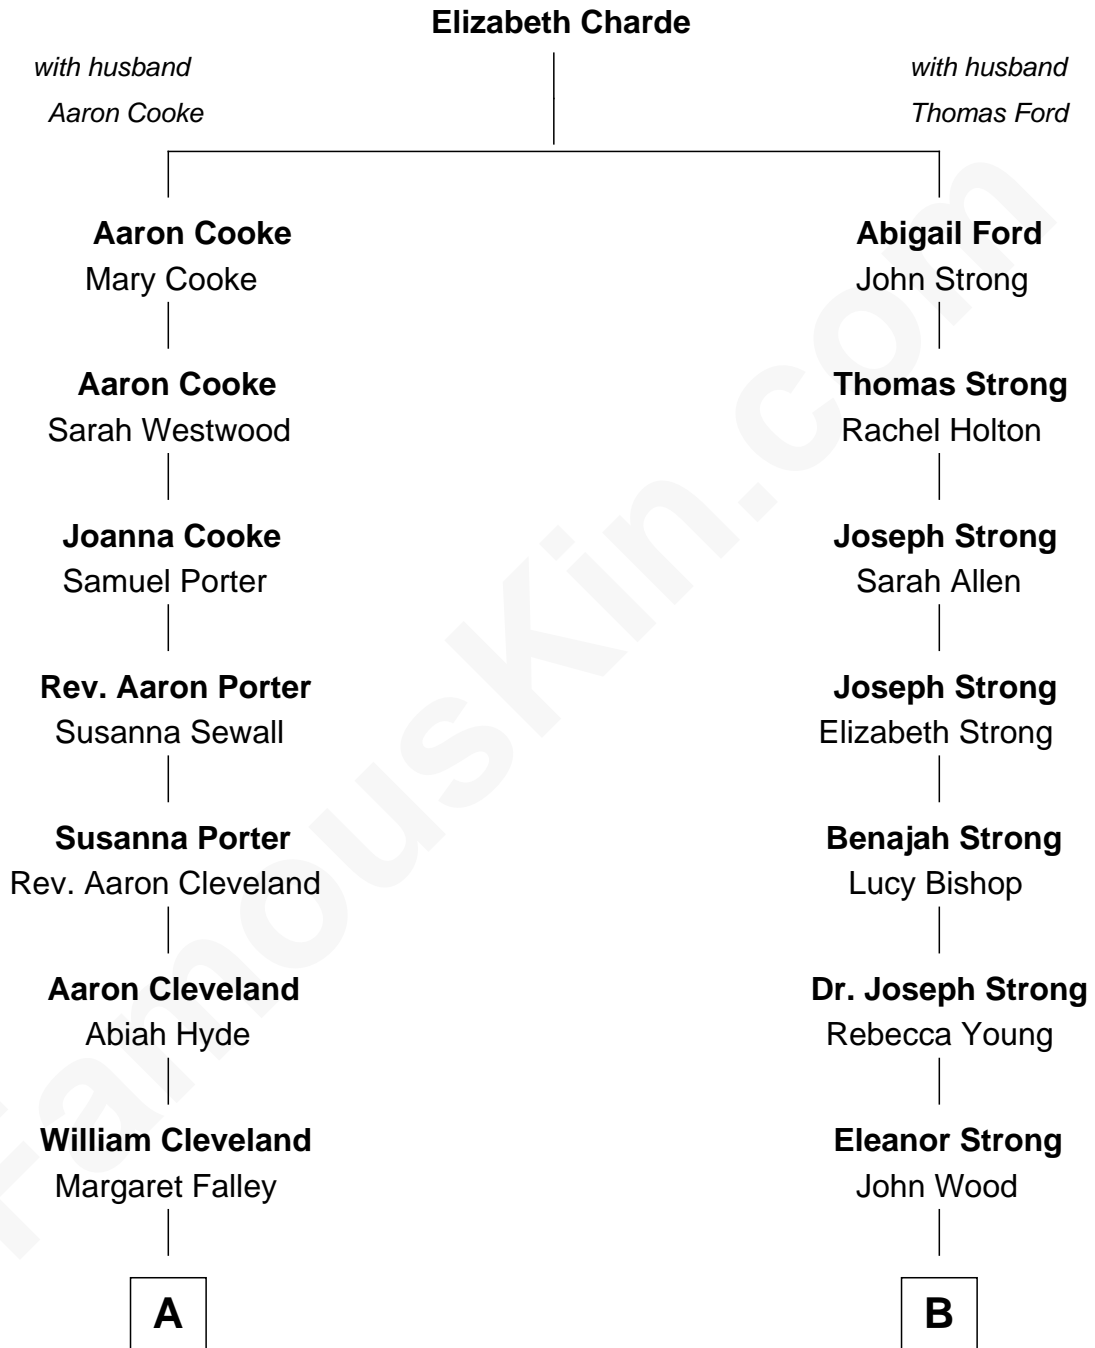 Elizabeth Charde
with husband
Aaron Cooke
with husband
Thomas Ford
Aaron Cooke
Mary Cooke
Abigail Ford
John Strong
Aaron Cooke
Sarah Westwood
Thomas Strong
Rachel Holton
Joanna Cooke
Samuel Porter
Joseph Strong
Sarah Allen
Rev. Aaron Porter
Susanna Sewall
Joseph Strong
Elizabeth Strong
Susanna Porter
Rev. Aaron Cleveland
Benajah Strong
Lucy Bishop
Aaron Cleveland
Abiah Hyde
Dr. Joseph Strong
Rebecca Young
William Cleveland
Margaret Falley
Eleanor Strong
John Wood
A
B
FamousKin.com